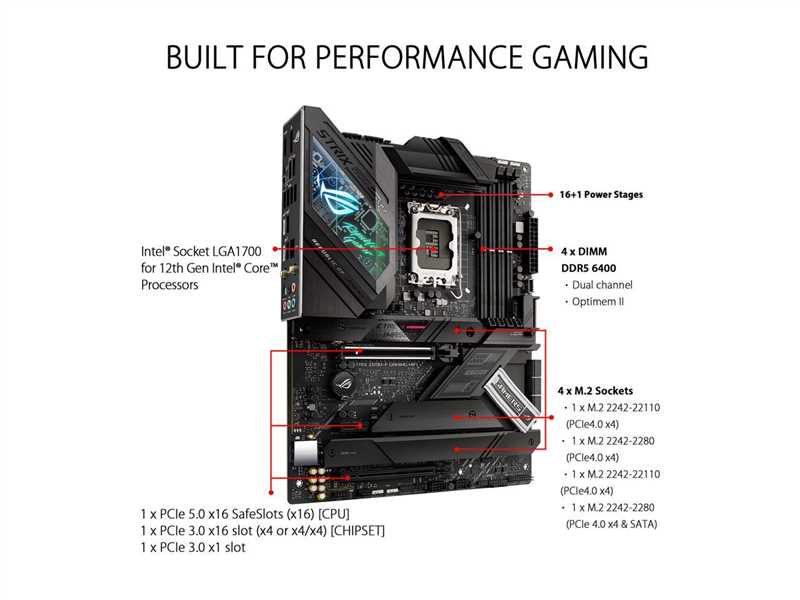 BUILT FOR PERFORMANCE GAMING
STRIX
16+1 Power Stages
Intel® Socket LGA1700
for 12th Gen Intel® Core™
Processors
4 x DIMM
DDR5 6400
· Dual channel
· Optimem II
REPUBLIC OF
4 x M.2 Sockets
· 1 x M.2 2242-22110
(PCIe4.0 x4)
· 1 x M.2 2242-2280
(PCIe4.0 x4)
· 1 x M.2 2242-22110
(PCIe4.0 x4)
· 1 x M.2 2242-2280
(PCIe 4.0 x4 & SATA)
1 x PCIe 5.0 x16 SafeSlots (x16) [CPU]
1 x PCIe 3.0 x16 slot (x4 or x4/x4) [CHIPSET]
1 x PCIe 3.0 x1 slot